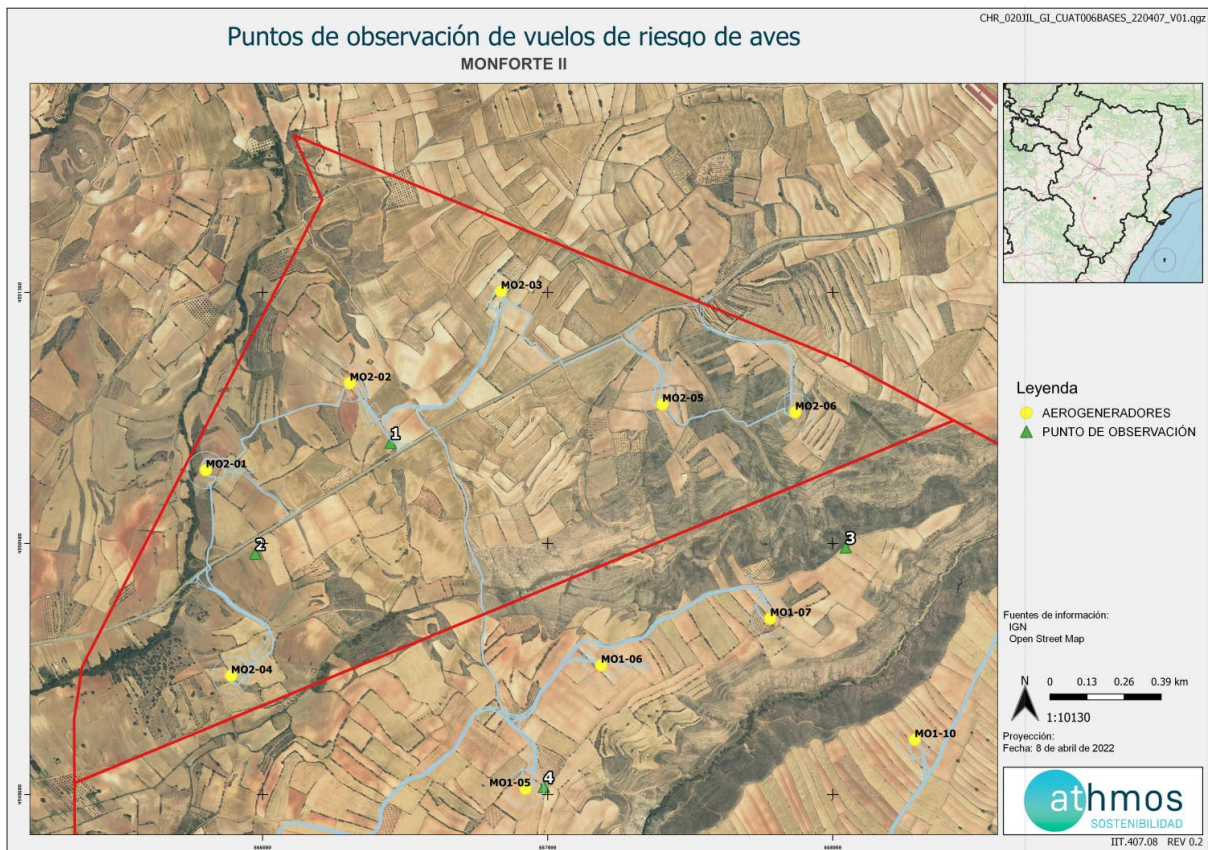 CHR_020JIL_GI_CUAT006BASES_220407_V01.qgz
Puntos de observación de vuelos de riesgo de aves
MONFORTE II
MO2-03
MO2-02
MO2-05
MO2-06
1
MO2-01
2
3
MO1-07
MO1-06
MO2-04
MO1-10
MO1-05
4
666000
667000
668000
Leyenda
AEROGENERADORES
PUNTO DE OBSERVACIÓN
Fuentes de información:
IGN
Open Street Map
N
0 0.13 0.26 0.39 km
1:10130
Proyección:
Fecha: 8 de abril de 2022
athmos
SOSTENIBILIDAD
IIT.407.08 REV 0.2